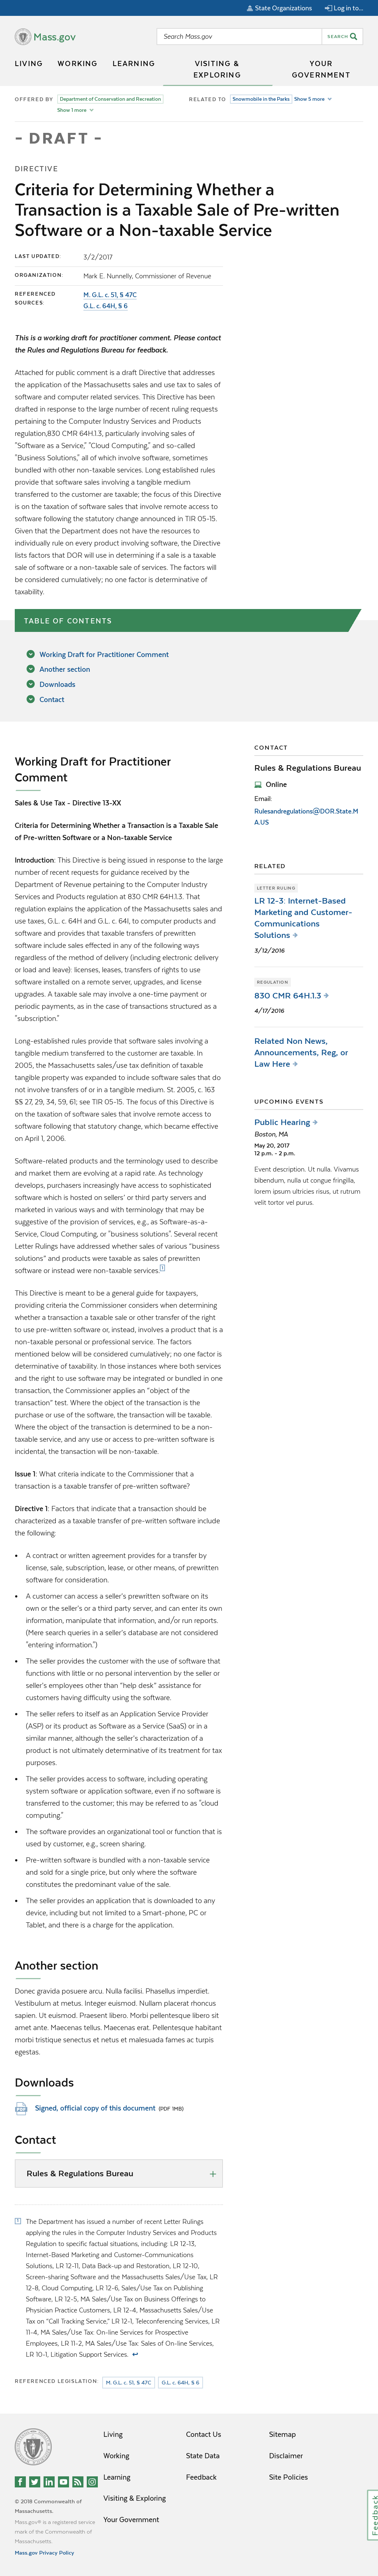 State Organizations
Log in to...
Mass.gov
Search Mass.gov
SEARCH
LIVING
WORKING
LEARNING
VISITING &
EXPLORING
YOUR
GOVERNMENT
OFFERED BY
Department of Conservation and Recreation
Show 1 more
RELATED TO
Snowmobile in the Parks
Show 5 more
- DRAFT -
DIRECTIVE
Criteria for Determining Whether a
Transaction is a Taxable Sale of Pre-written
Software or a Non-taxable Service
LAST UPDATED
3/2/2017
ORGANIZATION
Mark E. Nunnelly, Commissioner of Revenue
REFERENCED
SOURCES
M. G.L. c. 51, § 47C
G.L. c. 64H, § 6
This is a working draft for practitioner comment. Please contact
the Rules and Regulations Bureau for feedback.
Attached for public comment is a draft Directive that addresses
the application of the Massachusetts sales and use tax to sales of
software and computer related services. This Directive has been
drafted in response to the large number of recent ruling requests
pertaining to the Computer Industry Services and Products
regulation,830 CMR 64H.1.3, particularly involving sales of
"Software as a Service," "Cloud Computing," and so-called
"Business Solutions," all of which involve software, sometimes
bundled with other non-taxable services. Long established rules
provide that software sales involving a tangible medium
transferred to the customer are taxable; the focus of this Directive
is on sales in which software is not involved or remote access to
software following the statutory change announced in TIR 05-15.
Given that the Department does not have the resources to
individually rule on every product involving software, the Directive
lists factors that DOR will use in determining if a sale is a taxable
sale of software or a non-taxable sale of services. The factors will
be considered cumulatively; no one factor is determinative of
taxability.
TABLE OF CONTENTS
Working Draft for Practitioner Comment
Another section
Downloads
Contact
Working Draft for Practitioner
Comment
Sales & Use Tax - Directive 13-XX
Criteria for Determining Whether a Transaction is a Taxable Sale
of Pre-written Software or a Non-taxable Service
Introduction: This Directive is being issued in response to the large
number of recent requests for guidance received by the
Department of Revenue pertaining to the Computer Industry
Services and Products regulation at 830 CMR 64H.1.3. That
regulation explains the application of the Massachusetts sales and
use taxes, G.L. c. 64H and G.L. c. 64I, to computer products and
software and provides that transfers of prewritten
software include sales effected in any of the following ways
regardless of the method of delivery (including electronic delivery
or load and leave): licenses, leases, transfers of rights to use
software installed on a remote server, upgrades, and license
upgrades. A taxable sale may involve a one-time payment or
periodic payments, or may in certain instances be structured as a
"subscription."
Long-established rules provide that software sales involving a
tangible medium transferred to the customer are taxable. In
2005, the Massachusetts sales/use tax definition of taxable
tangible property was expanded to include software sales that do
not involve transfer of or in a tangible medium. St. 2005, c. 163
§§ 27, 29, 34, 59, 61; see TIR 05-15. The focus of this Directive is
on the taxation of software sales that involve remote access to
software following that statutory change, which became effective
on April 1, 2006.
Software-related products and the terminology used to describe
and market them are evolving at a rapid rate. As technology
develops, purchasers increasingly access prewritten software
which is hosted on sellers' or third party servers and marketed
in various ways and with terminology that may be
suggestive of the provision of services, e.g., as Software-as-a-
Service, Cloud Computing, or "business solutions". Several recent
Letter Rulings have addressed whether sales of various "business
solutions" and products were taxable as sales of prewritten
software or instead were non-taxable services.[1]
This Directive is meant to be a general guide for taxpayers,
providing criteria the Commissioner considers when determining
whether a transaction a taxable sale or other transfer of the right
to use pre-written software or, instead, involves a product that is a
non-taxable personal or professional service. The factors
mentioned below will be considered cumulatively; no one factor is
determinative of taxability. In those instances where both services
and the right to use software may be integrated or bundled in one
transaction, the Commissioner applies an "object of the
transaction" test. Where the object of the transaction is the
purchase or use of the software, the transaction will be taxable.
Where the object of the transaction is determined to be a non-
taxable service, and any use or access to pre-written software is
incidental, the transaction will be non-taxable.
Issue 1: What criteria indicate to the Commissioner that a
transaction is a taxable transfer of pre-written software?
Directive 1: Factors that indicate that a transaction should be
characterized as a taxable transfer of pre-written software include
the following:
• A contract or written agreement provides for a transfer by
license, sale, subscription, lease, or other means, of prewritten
software for consideration.
• A customer can access a seller's prewritten software on its
own or the seller's or a third party server, and can enter its own
information, manipulate that information, and/or run reports.
(Mere search queries in a seller's database are not considered
"entering information.")
• The seller provides the customer with the use of software that
functions with little or no personal intervention by the seller or
seller's employees other than "help desk" assistance for
customers having difficulty using the software.
• The seller refers to itself as an Application Service Provider
(ASP) or its product as Software as a Service (SaaS) or in a
similar manner, although the seller's characterization of a
product is not ultimately determinative of its treatment for tax
purposes.
• The seller provides access to software, including operating
system software or application software, even if no software is
transferred to the customer; this may be referred to as "cloud
computing."
• The software provides an organizational tool or function that is
used by customer, e.g., screen sharing.
• Pre-written software is bundled with a non-taxable service
and sold for a single price, but only where the software
constitutes the predominant value of the sale.
• The seller provides an application that is downloaded to any
device, including but not limited to a Smart-phone, PC or
Tablet, and there is a charge for the application.
Another section
Donec gravida posuere arcu. Nulla facilisi. Phasellus imperdiet.
Vestibulum at metus. Integer euismod. Nullam placerat rhoncus
sapien. Ut euismod. Praesent libero. Morbi pellentesque libero sit
amet ante. Maecenas tellus. Maecenas erat. Pellentesque habitant
morbi tristique senectus et netus et malesuada fames ac turpis
egestas.
Downloads
Signed, official copy of this document (PDF 1MB)
Contact
Rules & Regulations Bureau
[1] The Department has issued a number of recent Letter Rulings
applying the rules in the Computer Industry Services and Products
Regulation to specific factual situations, including: LR 12-13,
Internet-Based Marketing and Customer-Communications
Solutions, LR 12-11, Data Back-up and Restoration, LR 12-10,
Screen-sharing Software and the Massachusetts Sales/Use Tax, LR
12-8, Cloud Computing, LR 12-6, Sales/Use Tax on Publishing
Software, LR 12-5, MA Sales/Use Tax on Business Offerings to
Physician Practice Customers, LR 12-4, Massachusetts Sales/Use
Tax on "Call Tracking Service," LR 12-1, Teleconferencing Services, LR
11-4, MA Sales/Use Tax: On-line Services for Prospective
Employees, LR 11-2, MA Sales/Use Tax: Sales of On-line Services,
LR 10-1, Litigation Support Services.
REFERENCED LEGISLATION
M. G.L. c. 51, § 47C
G.L. c. 64H, § 6
CONTACT
Rules & Regulations Bureau
Online
Email:
Rulesandregulations@DOR.State.M
A.US
RELATED
LETTER RULING
LR 12-3: Internet-Based
Marketing and Customer-
Communications
Solutions
3/12/2016
REGULATION
830 CMR 64H.1.3
4/17/2016
Related Non News,
Announcements, Reg, or
Law Here
UPCOMING EVENTS
Public Hearing
Boston, MA
May 20, 2017
12 p.m. - 2 p.m.
Event description. Ut nulla. Vivamus
bibendum, nulla ut congue fringilla,
lorem ipsum ultricies risus, ut rutrum
velit tortor vel purus.
© 2018 Commonwealth of
Massachusetts.
Mass.gov® is a registered service
mark of the Commonwealth of
Massachusetts.
Mass.gov Privacy Policy
Living
Working
Learning
Visiting & Exploring
Your Government
Contact Us
State Data
Feedback
Sitemap
Disclaimer
Site Policies
Feedback